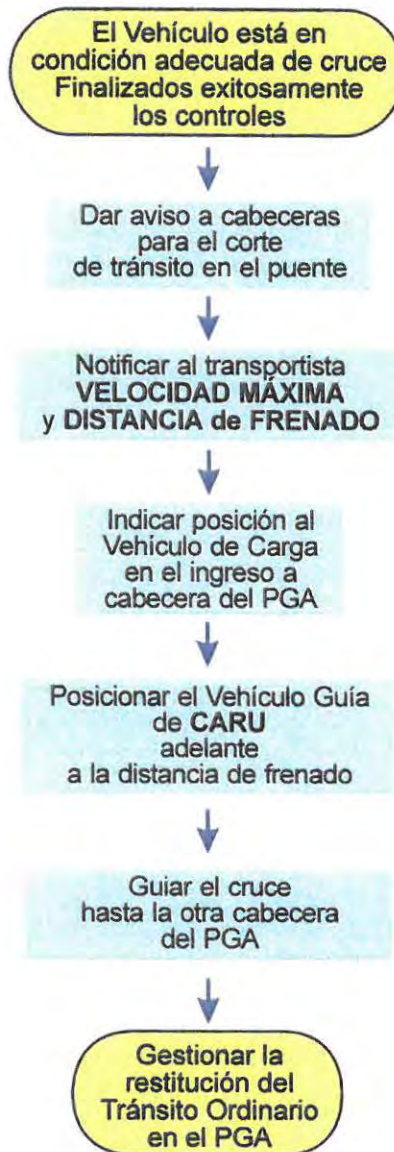 El Vehículo está en
condición adecuada de cruce
Finalizados exitosamente
los controles
Dar aviso a cabeceras
para el corte
de tránsito en el puente
Notificar al transportista
VELOCIDAD MÁXIMA
y DISTANCIA de FRENADO
Indicar posición al
Vehículo de Carga
en el ingreso a
cabecera del PGA
Posicionar el Vehículo Guía
de CARU
adelante
a la distancia de frenado
Guiar el cruce
hasta la otra cabecera
del PGA
Gestionar la
restitución del
Tránsito Ordinario
en el PGA